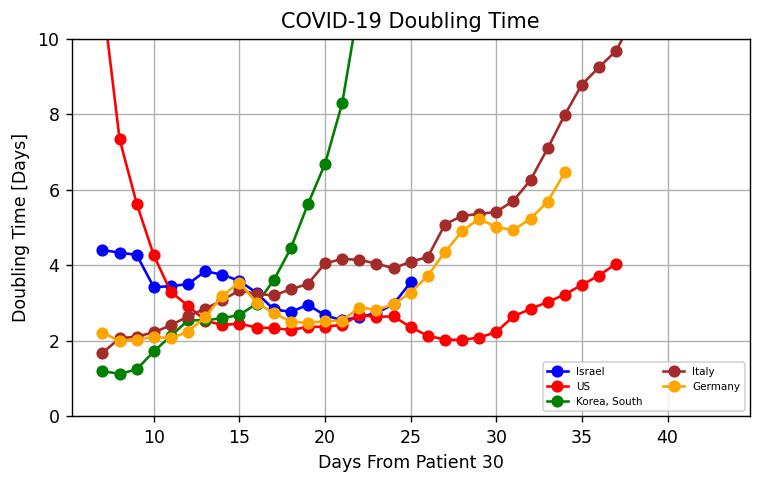 COVID-19 Doubling Time
10
8
6
4
2
0
Doubling Time [Days]
10 15 20 25 30 35 40
Days From Patient 30
Israel
US
Korea, South
Italy
Germany